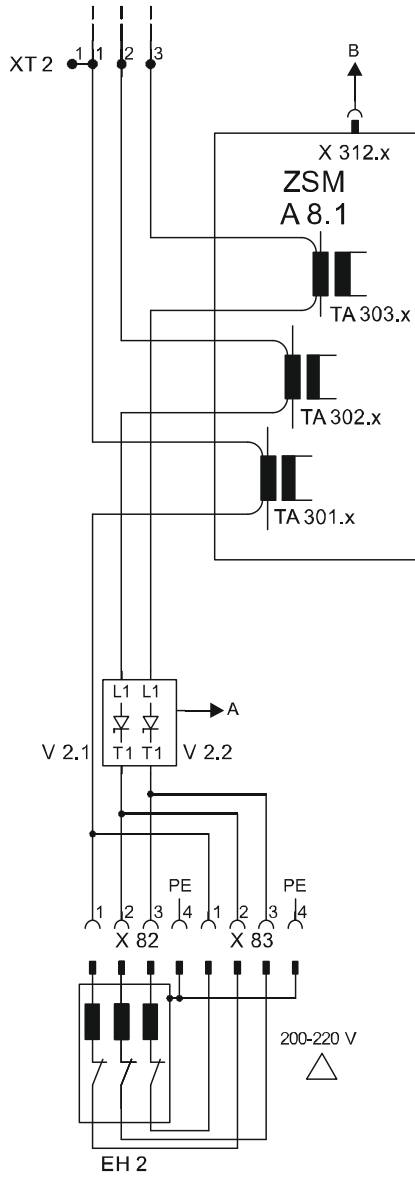 B
XT 2 1 1 2 3
X 312.x
ZSM
A 8.1
TA 303.x
TA 302.x
TA 301.x
L1 L1
A
V 2.1 T1 T1 V 2.2
PE PE
1 2 3 4 1 2 3 4
X 82 X 83
200-220 V
EH 2